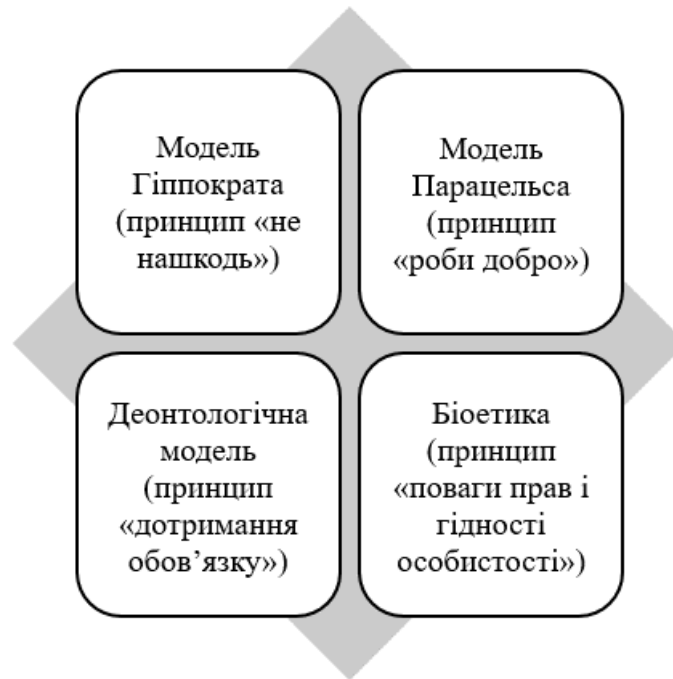 Модель
Гіппократа
(принцип «не
нашкодь»)
Модель
Парацельса
(принцип
«роби добро»)
Деонтологічна
модель
(принцип
«дотримання
обов’язку»)
Біоетика
(принцип
«поваги прав і
гідності
особистості»)